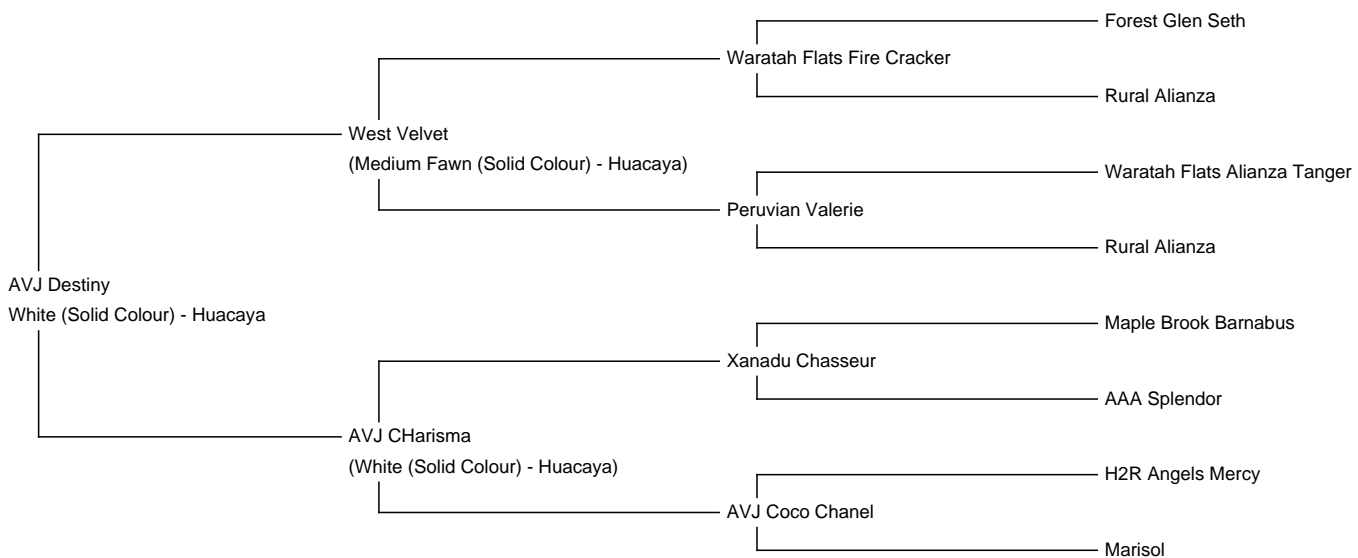 Forest Glen Seth
Waratah Flats Fire Cracker
Rural Alianza
West Velvet
(Medium Fawn (Solid Colour) - Huacaya)
Waratah Flats Alianza Tanger
Peruvian Valerie
Rural Alianza
AVJ Destiny
White (Solid Colour) - Huacaya
Maple Brook Barnabus
Xanadu Chasseur
AAA Splendor
AVJ CHarisma
(White (Solid Colour) - Huacaya)
H2R Angels Mercy
AVJ Coco Chanel
Marisol